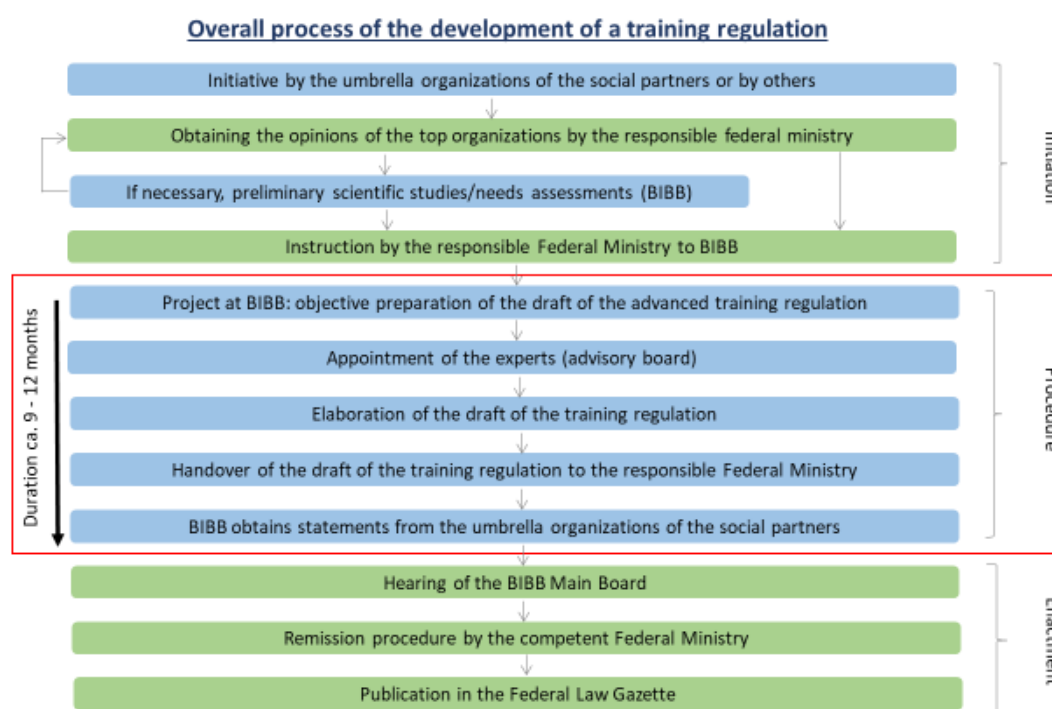 Overall process of the development of a training regulation
Initiative by the umbrella organizations of the social partners or by others
Obtaining the opinions of the top organizations by the responsible federal ministry
If necessary, preliminary scientific studies/needs assessments (BIBB)
Instruction by the responsible Federal Ministry to BIBB
Initiation
Project at BIBB: objective preparation of the draft of the advanced training regulation
Appointment of the experts (advisory board)
Elaboration of the draft of the training regulation
Handover of the draft of the training regulation to the responsible Federal Ministry
BIBB obtains statements from the umbrella organizations of the social partners
Duration ca. 9 - 12 months
Procedure
Hearing of the BIBB Main Board
Remission procedure by the competent Federal Ministry
Publication in the Federal Law Gazette
Enactment